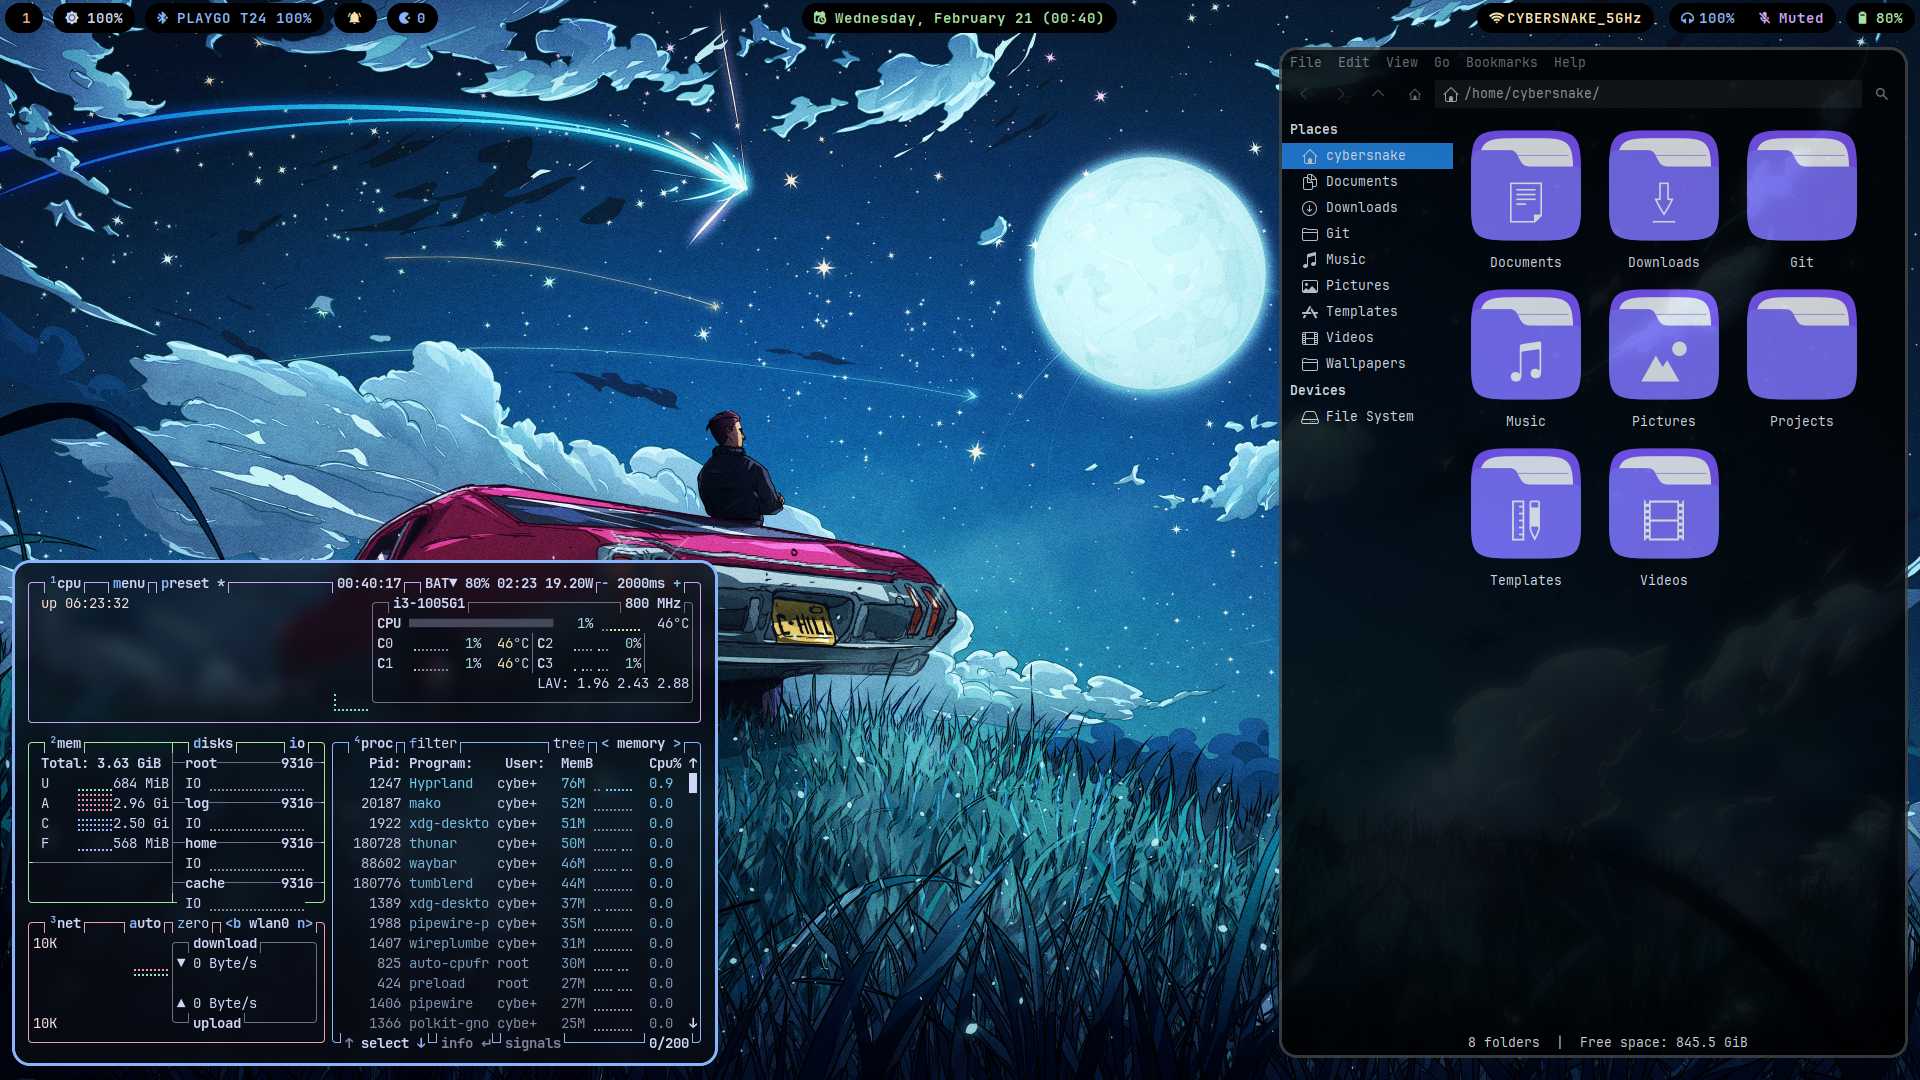 1 100% PLAYGO T24 100% 0 Wednesday, February 21 (00:40) CYBERSNAKE_5GHz 100% Muted 80%
File Edit View Go Bookmarks Help
/home/cybersnake/
Places
cybersnake
Documents
Downloads
Git
Music
Pictures
Templates
Videos
Wallpapers
Devices
File System
Documents Downloads Git
Music Pictures Projects
Templates Videos
8 folders | Free space: 845.5 GiB
C-HILL
1cpu menu preset * 00:40:17 BAT▼ 80% 02:23 19.20W - 2000ms +
up 06:23:32 i3-1005G1 800 MHz
CPU 1% 46°C
C0 1% 46°C C2 0%
C1 1% 46°C C3 1%
LAV: 1.96 2.43 2.88
2mem disks io
Total: 3.63 GiB root 931G
U 684 MiB IO
A 2.96 Gi log 931G
C 2.50 Gi IO
F 568 MiB home 931G
IO
cache 931G
IO
3net auto zero <b wlan0 n>
10K download
▼ 0 Byte/s
▲ 0 Byte/s
10K upload
4proc filter tree < memory >
Pid: Program: User: MemB Cpu% ↑
1247 Hyprland cybe+ 76M 0.9
20187 mako cybe+ 52M 0.0
1922 xdg-deskto cybe+ 51M 0.0
180728 thunar cybe+ 50M 0.0
88602 waybar cybe+ 46M 0.0
180776 tumblerd cybe+ 44M 0.0
1389 xdg-deskto cybe+ 37M 0.0
1988 pipewire-p cybe+ 35M 0.0
1407 wireplumbe cybe+ 31M 0.0
825 auto-cpufr root 30M 0.0
424 preload root 27M 0.0
1406 pipewire cybe+ 27M 0.0
1366 polkit-gno cybe+ 25M 0.0 ↓
↑ select ↓ info ↵ signals 0/200